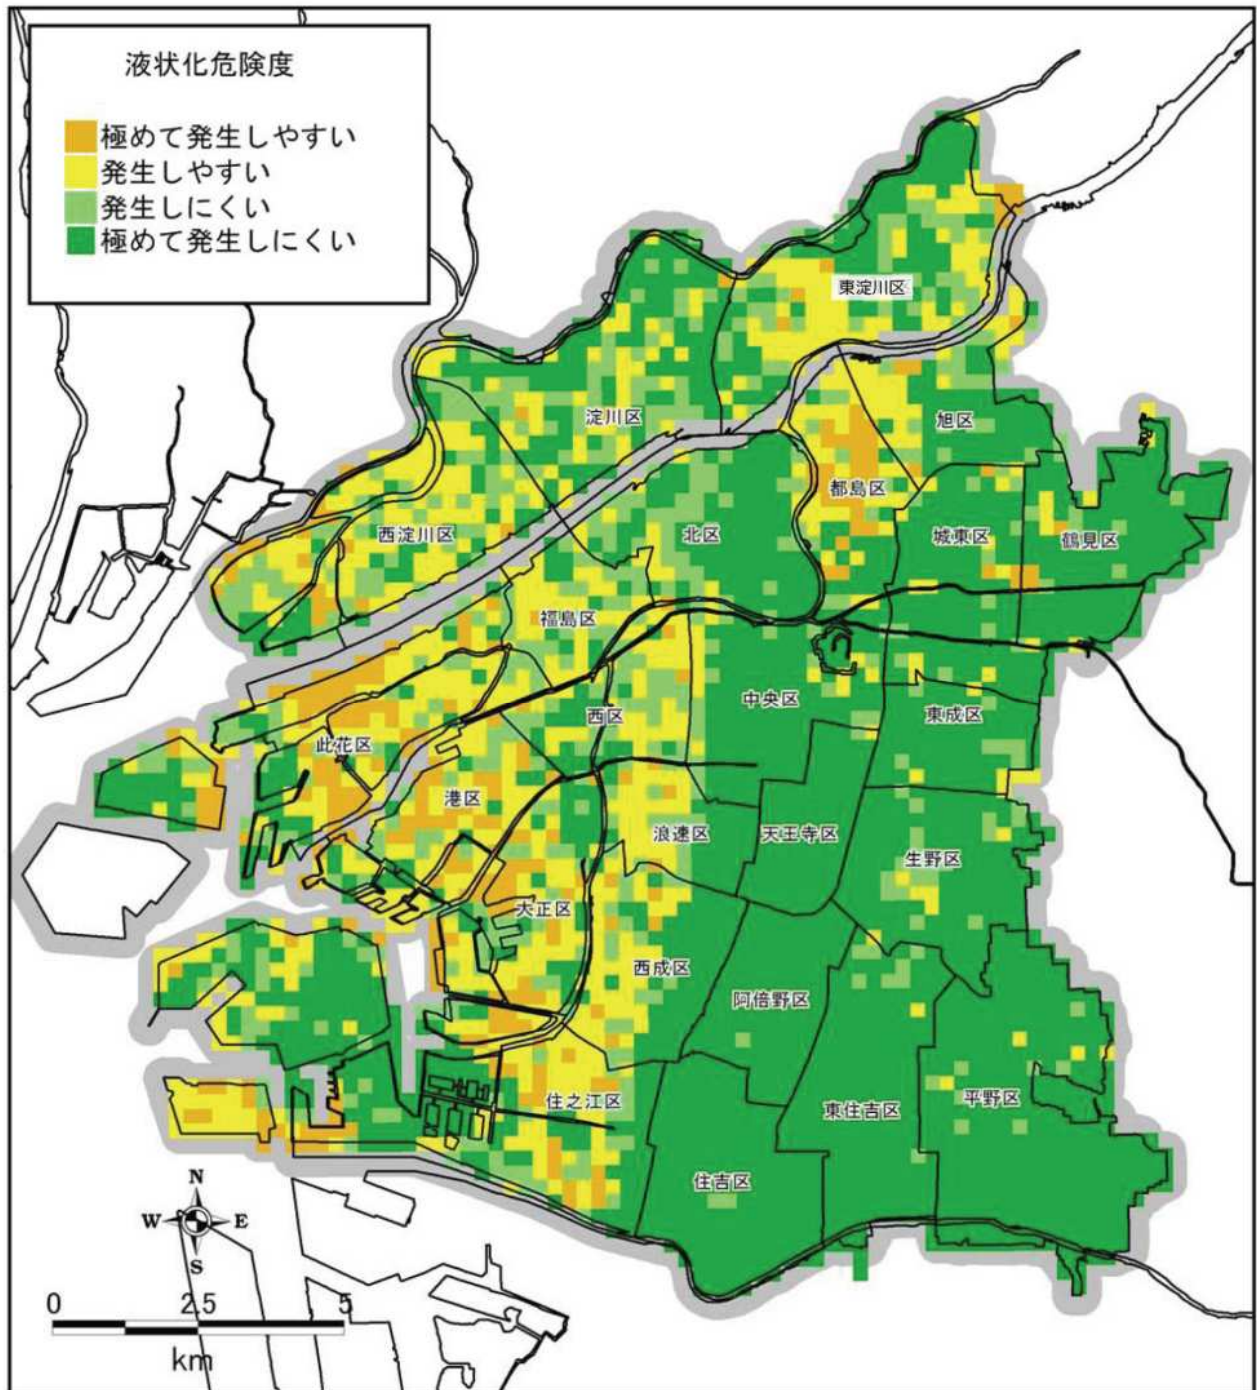 液状化危険度
極めて発生しやすい
発生しやすい
発生しにくい
極めて発生しにくい
東淀川区
淀川区
旭区
都島区
西淀川区
北区
城東区
鶴見区
福島区
中央区
西区
東成区
此花区
港区
浪速区
天王寺区
生野区
大正区
西成区
阿倍野区
住之江区
東住吉区
平野区
住吉区
N
W
E
S
0 2.5 5
km